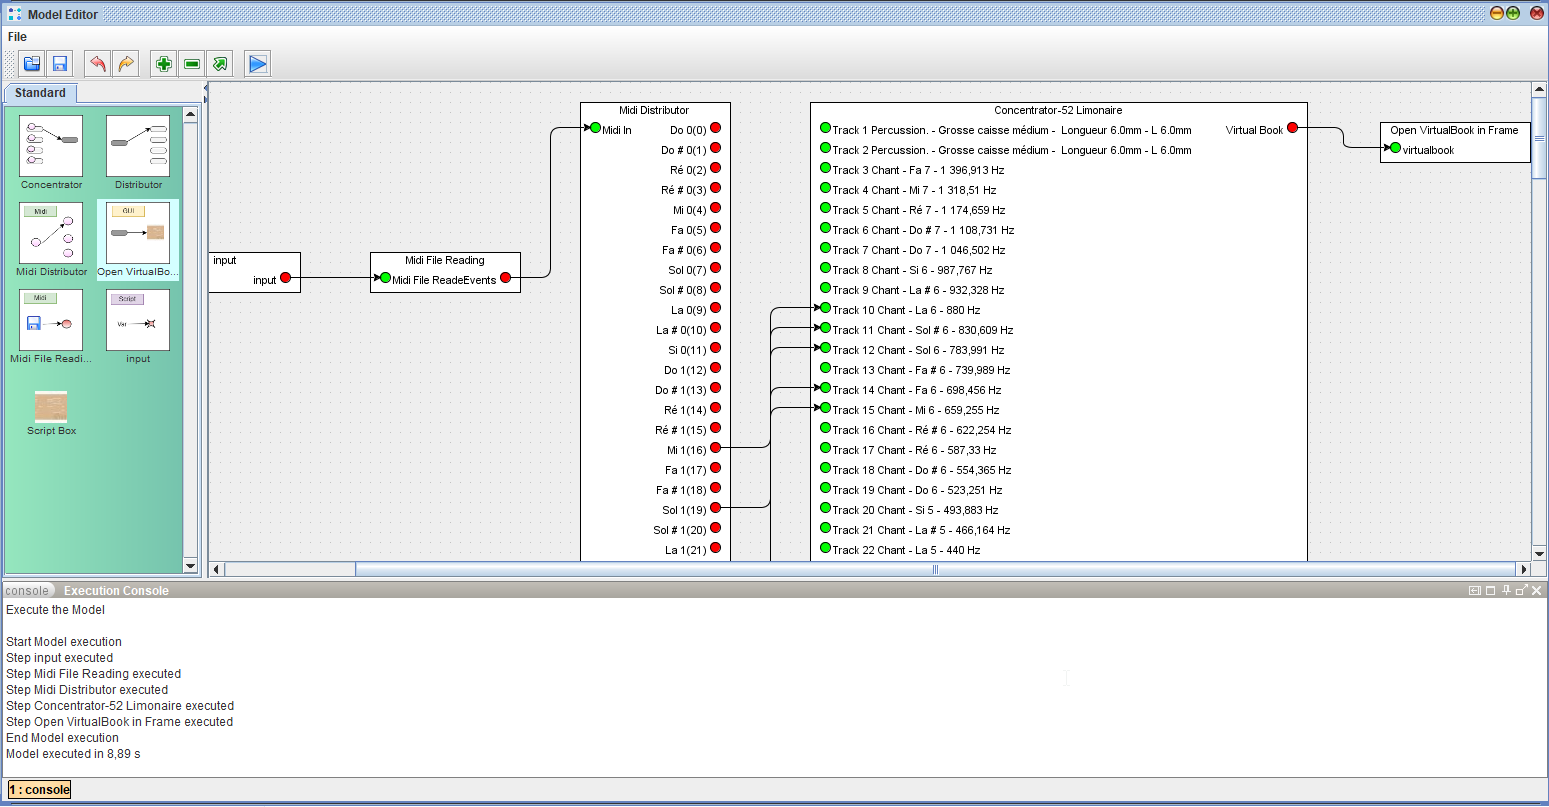 Model Editor
File
Standard
Concentrator
Distributor
Midi
Midi Distributor
GUI
Open VirtualBo...
Midi
Midi File Readi...
Script
Var
input
Script Box
input
input
Midi File Reading
Midi File ReadeEvents
Midi Distributor
Midi In
Do 0(0)
Do # 0(1)
Ré 0(2)
Ré # 0(3)
Mi 0(4)
Fa 0(5)
Fa # 0(6)
Sol 0(7)
Sol # 0(8)
La 0(9)
La # 0(10)
Si 0(11)
Do 1(12)
Do # 1(13)
Ré 1(14)
Ré # 1(15)
Mi 1(16)
Fa 1(17)
Fa # 1(18)
Sol 1(19)
Sol # 1(20)
La 1(21)
Concentrator-52 Limonaire
Track 1 Percussion. - Grosse caisse médium - Longueur 6.0mm - L 6.0mm
Virtual Book
Track 2 Percussion. - Grosse caisse médium - Longueur 6.0mm - L 6.0mm
Track 3 Chant - Fa 7 - 1 396,913 Hz
Track 4 Chant - Mi 7 - 1 318,51 Hz
Track 5 Chant - Ré 7 - 1 174,659 Hz
Track 6 Chant - Do # 7 - 1 108,731 Hz
Track 7 Chant - Do 7 - 1 046,502 Hz
Track 8 Chant - Si 6 - 987,767 Hz
Track 9 Chant - La # 6 - 932,328 Hz
Track 10 Chant - La 6 - 880 Hz
Track 11 Chant - Sol # 6 - 830,609 Hz
Track 12 Chant - Sol 6 - 783,991 Hz
Track 13 Chant - Fa # 6 - 739,989 Hz
Track 14 Chant - Fa 6 - 698,456 Hz
Track 15 Chant - Mi 6 - 659,255 Hz
Track 16 Chant - Ré # 6 - 622,254 Hz
Track 17 Chant - Ré 6 - 587,33 Hz
Track 18 Chant - Do # 6 - 554,365 Hz
Track 19 Chant - Do 6 - 523,251 Hz
Track 20 Chant - Si 5 - 493,883 Hz
Track 21 Chant - La # 5 - 466,164 Hz
Track 22 Chant - La 5 - 440 Hz
Open VirtualBook in Frame
virtualbook
console Execution Console
Execute the Model
Start Model execution
Step input executed
Step Midi File Reading executed
Step Midi Distributor executed
Step Concentrator-52 Limonaire executed
Step Open VirtualBook in Frame executed
End Model execution
Model executed in 8,89 s
1 : console